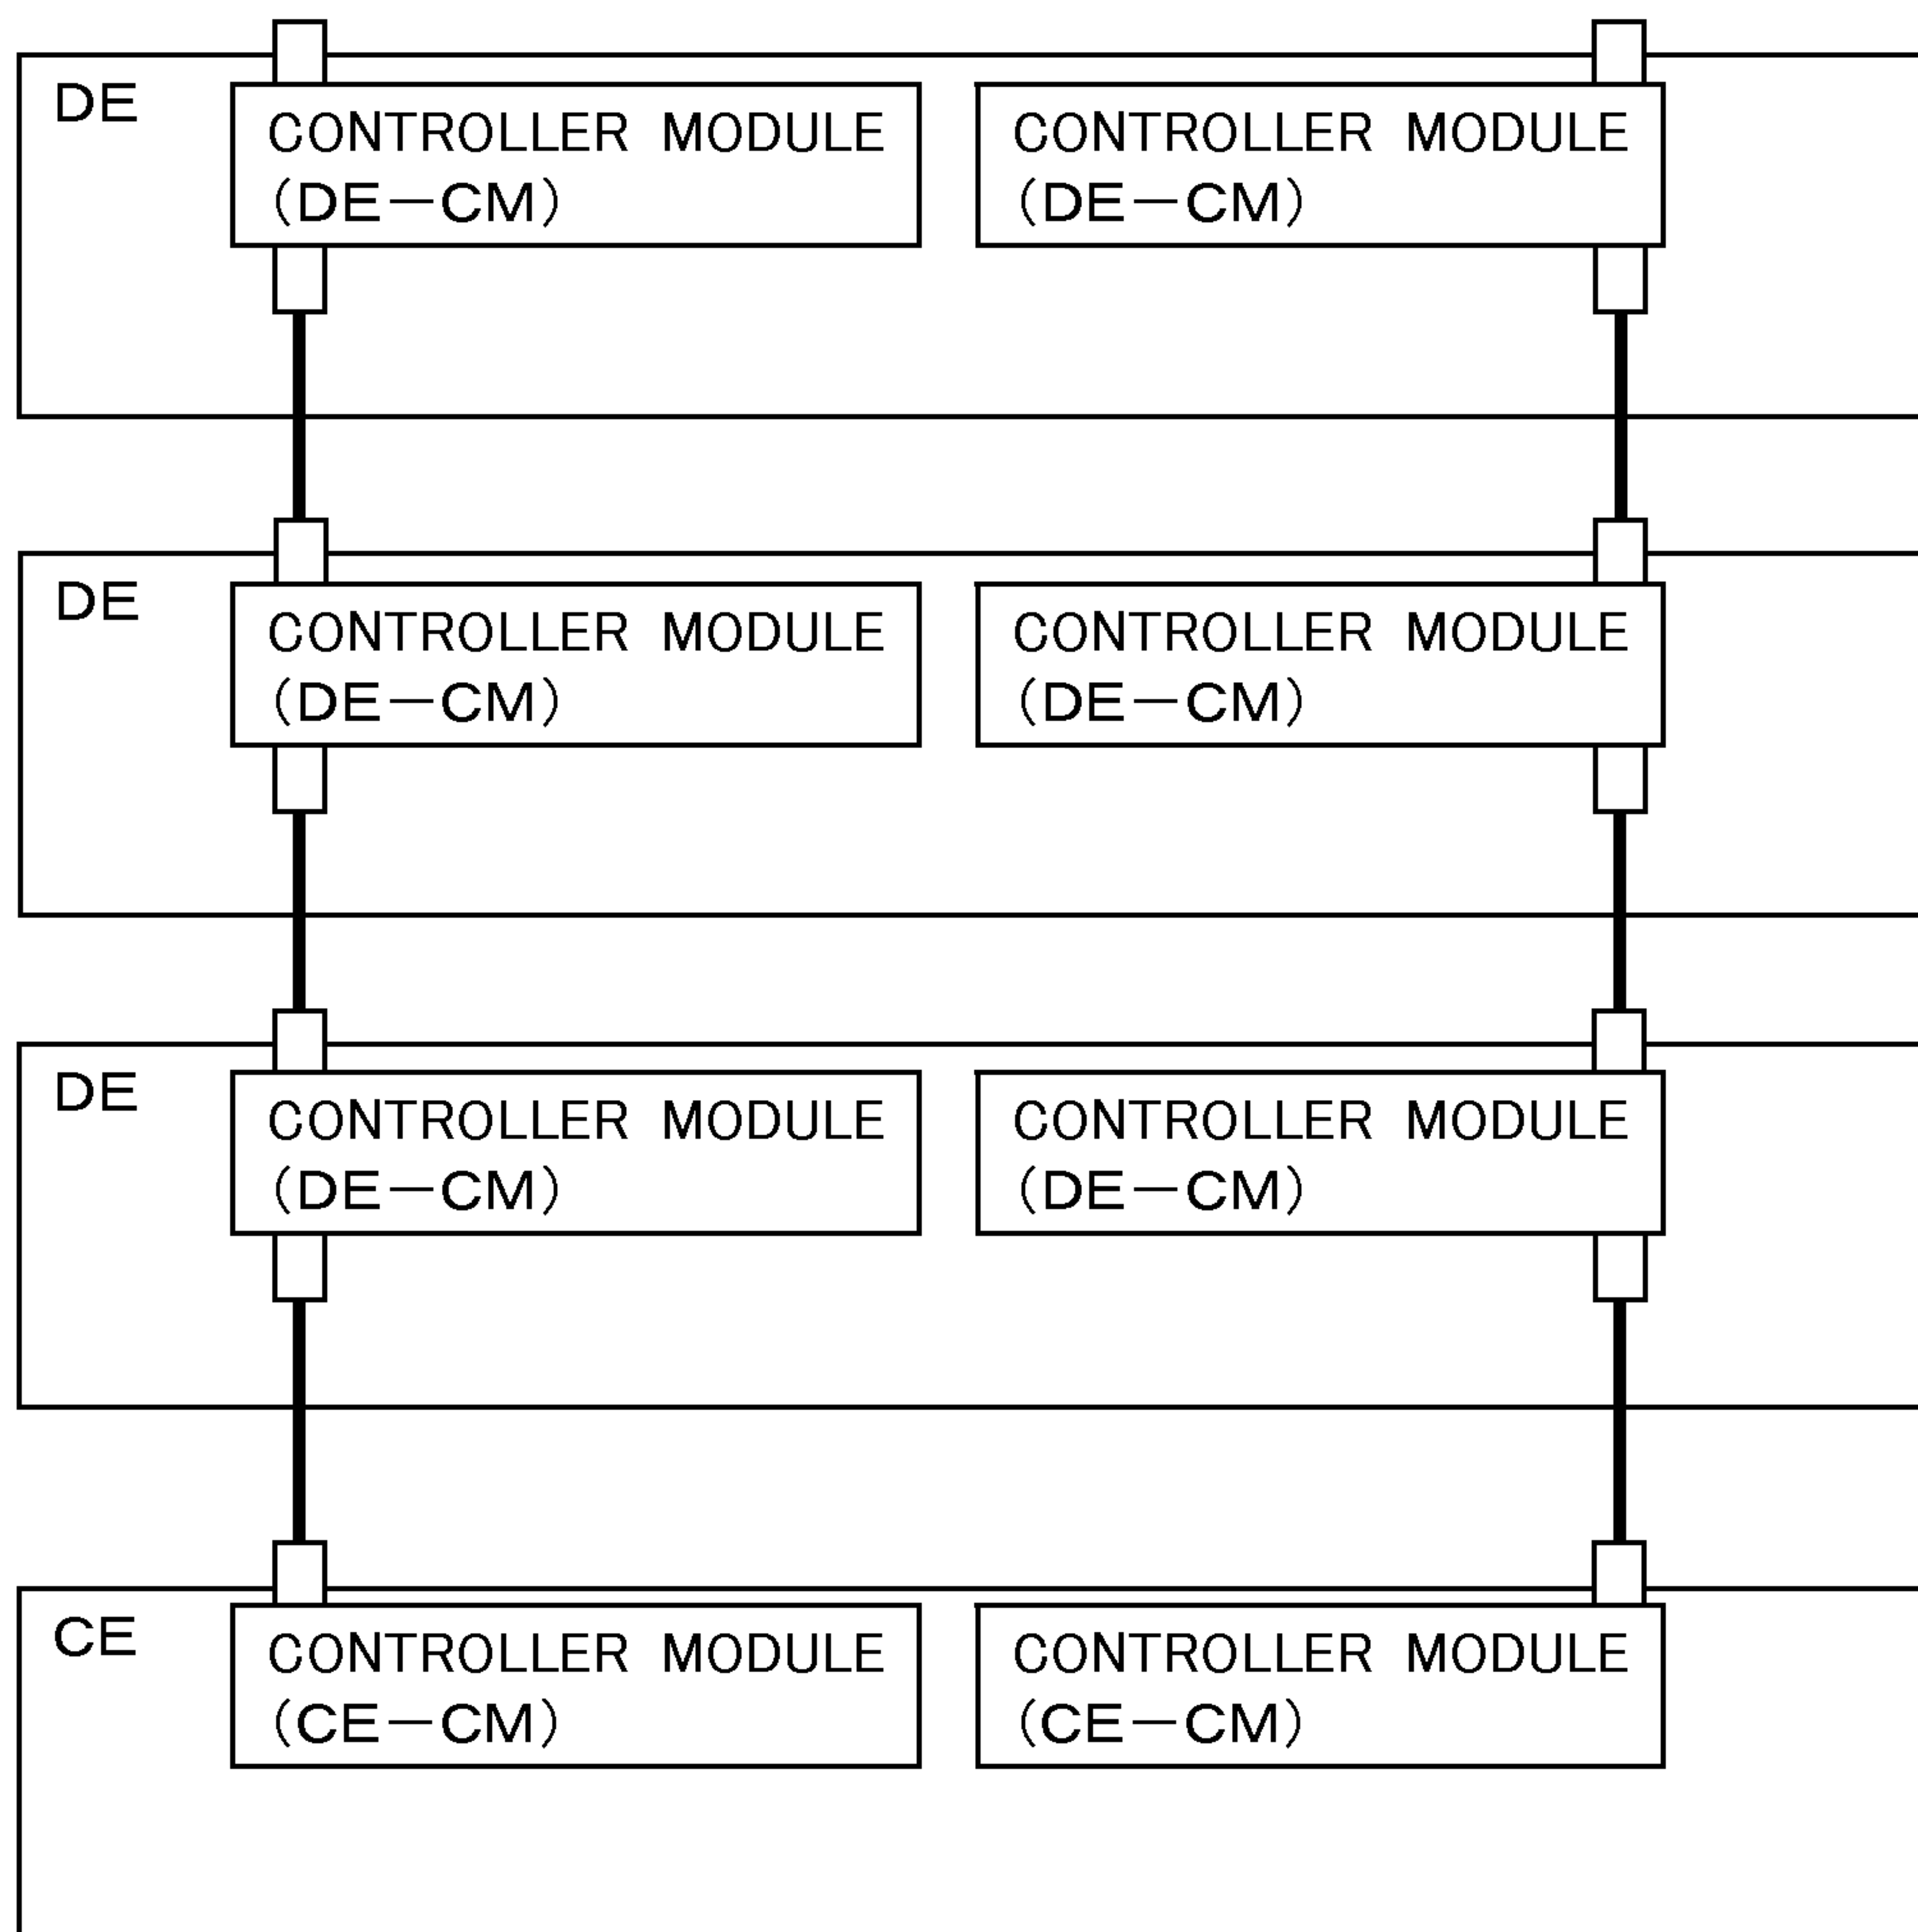 DE
CONTROLLER MODULE
(DE-CM)
CONTROLLER MODULE
(DE-CM)
DE
CONTROLLER MODULE
(DE-CM)
CONTROLLER MODULE
(DE-CM)
DE
CONTROLLER MODULE
(DE-CM)
CONTROLLER MODULE
(DE-CM)
CE
CONTROLLER MODULE
(CE-CM)
CONTROLLER MODULE
(CE-CM)